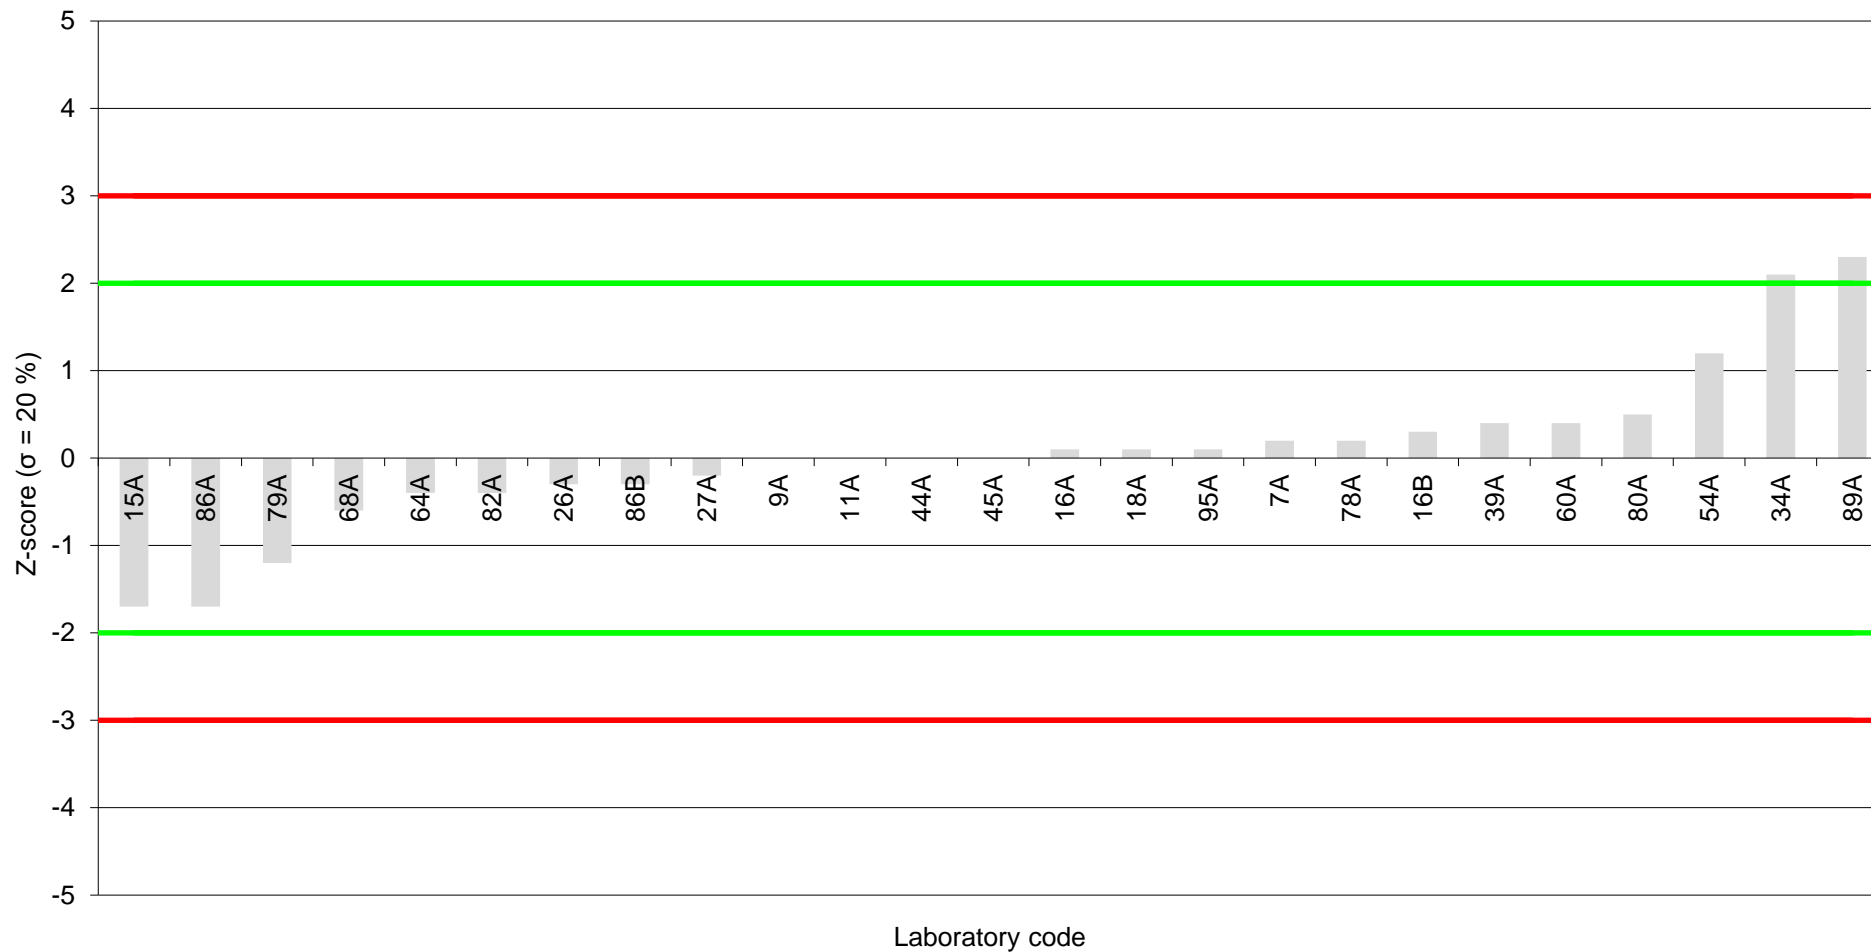 5
4
3
2
1
0
-1
-2
-3
-4
-5
Z-score (σ = 20 %)
15A
86A
79A
68A
64A
82A
26A
86B
27A
9A
11A
44A
45A
16A
18A
95A
7A
78A
16B
39A
60A
80A
54A
34A
89A
Laboratory code